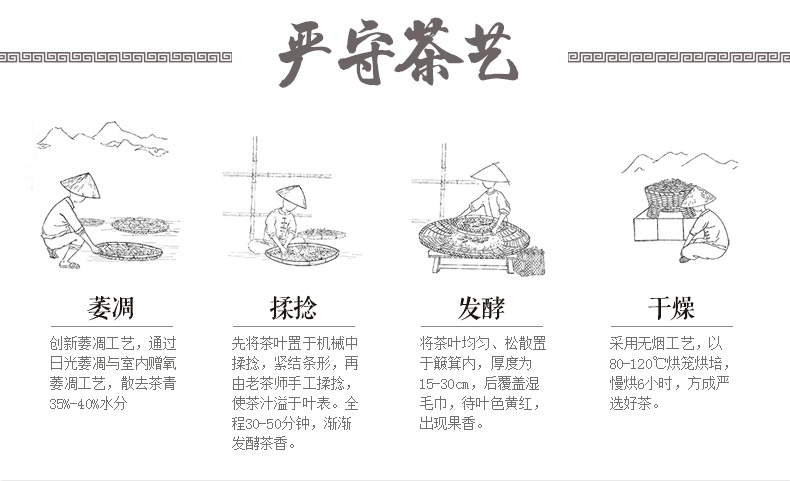 严守茶艺
萎凋
创新萎凋工艺，通过
日光萎凋与室内赠氧
萎凋工艺，散去茶青
35%-40%水分
揉捻
先将茶叶置于机械中
揉捻，紧结条形，再
由老茶师手工揉捻，
使茶汁溢于叶表。全
程30-50分钟，渐渐
发酵茶香。
发酵
将茶叶均匀、松散置
于簸箕内，厚度为
15-30cm，后覆盖湿
毛巾，待叶色黄红，
出现果香。
干燥
采用无烟工艺，以
80-120℃烘笼烘培，
慢烘6小时，方成严
选好茶。